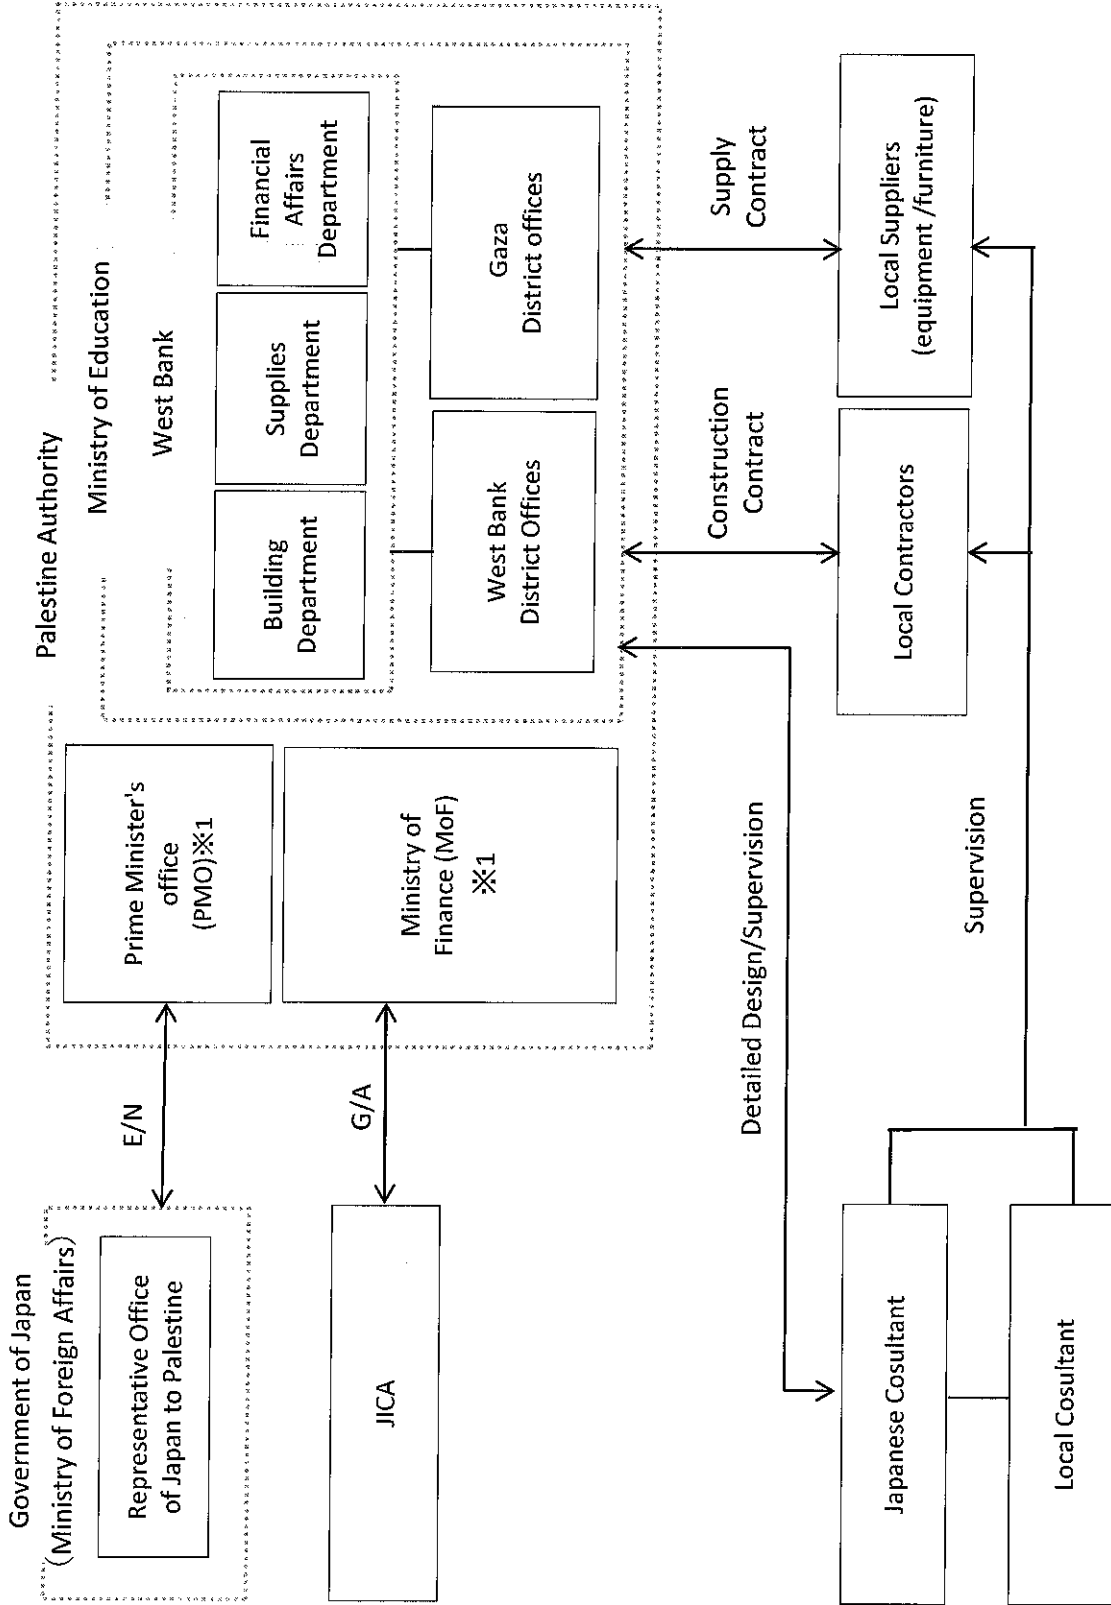 Government of Japan
(Ministry of Foreign Affairs)
Representative Office
of Japan to Palestine
JICA
E/N
G/A
Palestine Authority
Prime Minister's
office
(PMO)※1
Ministry of
Finance (MoF)
※1
Ministry of Education
West Bank
Building
Department
Supplies
Department
Financial
Affairs
Department
West Bank
District Offices
Gaza
District offices
Detailed Design/Supervision
Construction
Contract
Supply
Contract
Japanese Cosultant
Local Cosultant
Supervision
Local Contractors
Local Suppliers
(equipment /furniture)